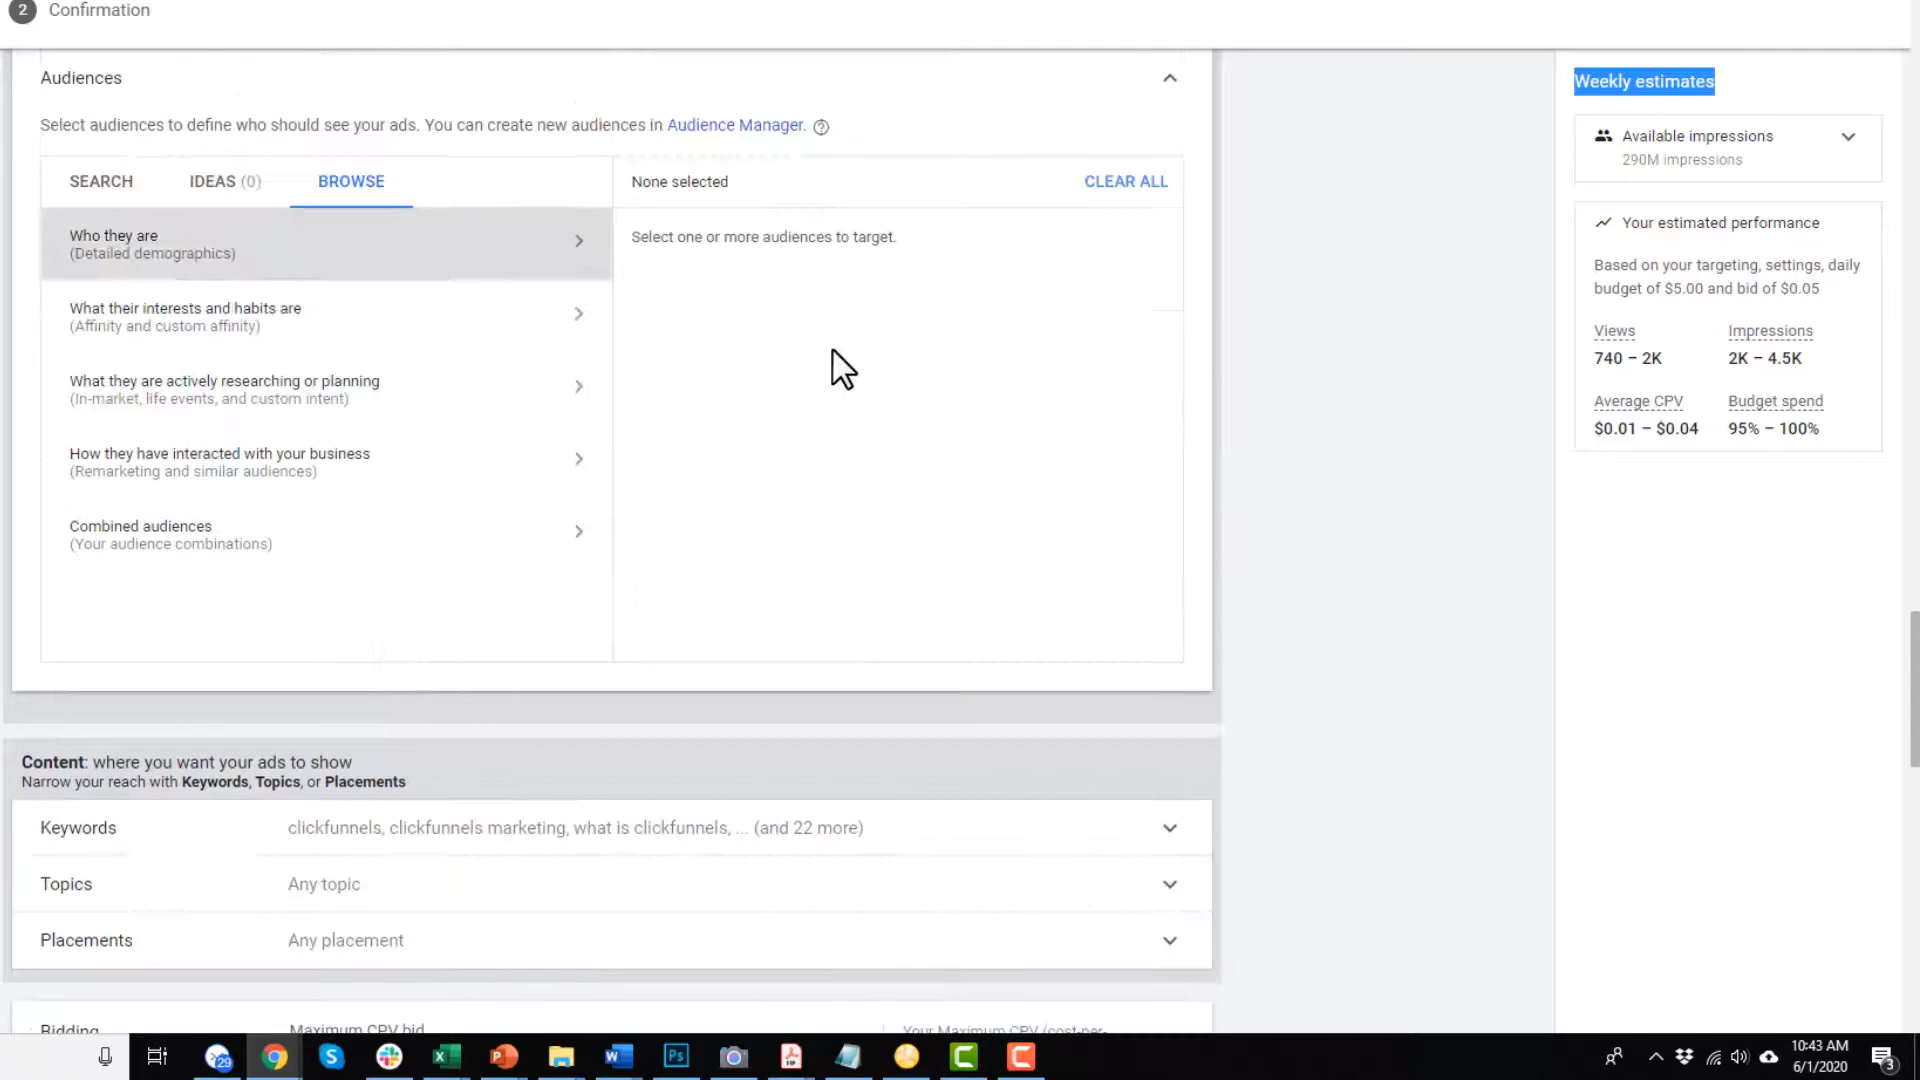 2 Confirmation
Audiences
Weekly estimates
Select audiences to define who should see your ads. You can create new audiences in Audience Manager. ?
Available impressions
290M impressions
SEARCH IDEAS (0) BROWSE
None selected CLEAR ALL
Who they are
(Detailed demographics)
Select one or more audiences to target.
Your estimated performance
Based on your targeting, settings, daily
budget of $5.00 and bid of $0.05
What their interests and habits are
(Affinity and custom affinity)
Views Impressions
740 – 2K 2K – 4.5K
What they are actively researching or planning
(In-market, life events, and custom intent)
Average CPV Budget spend
$0.01 – $0.04 95% – 100%
How they have interacted with your business
(Remarketing and similar audiences)
Combined audiences
(Your audience combinations)
Content: where you want your ads to show
Narrow your reach with Keywords, Topics, or Placements
Keywords clickfunnels, clickfunnels marketing, what is clickfunnels, ... (and 22 more)
Topics Any topic
Placements Any placement
Bidding Maximum CPV bid Your Maximum CPV (cost-per-
29
10:43 AM
6/1/2020
3